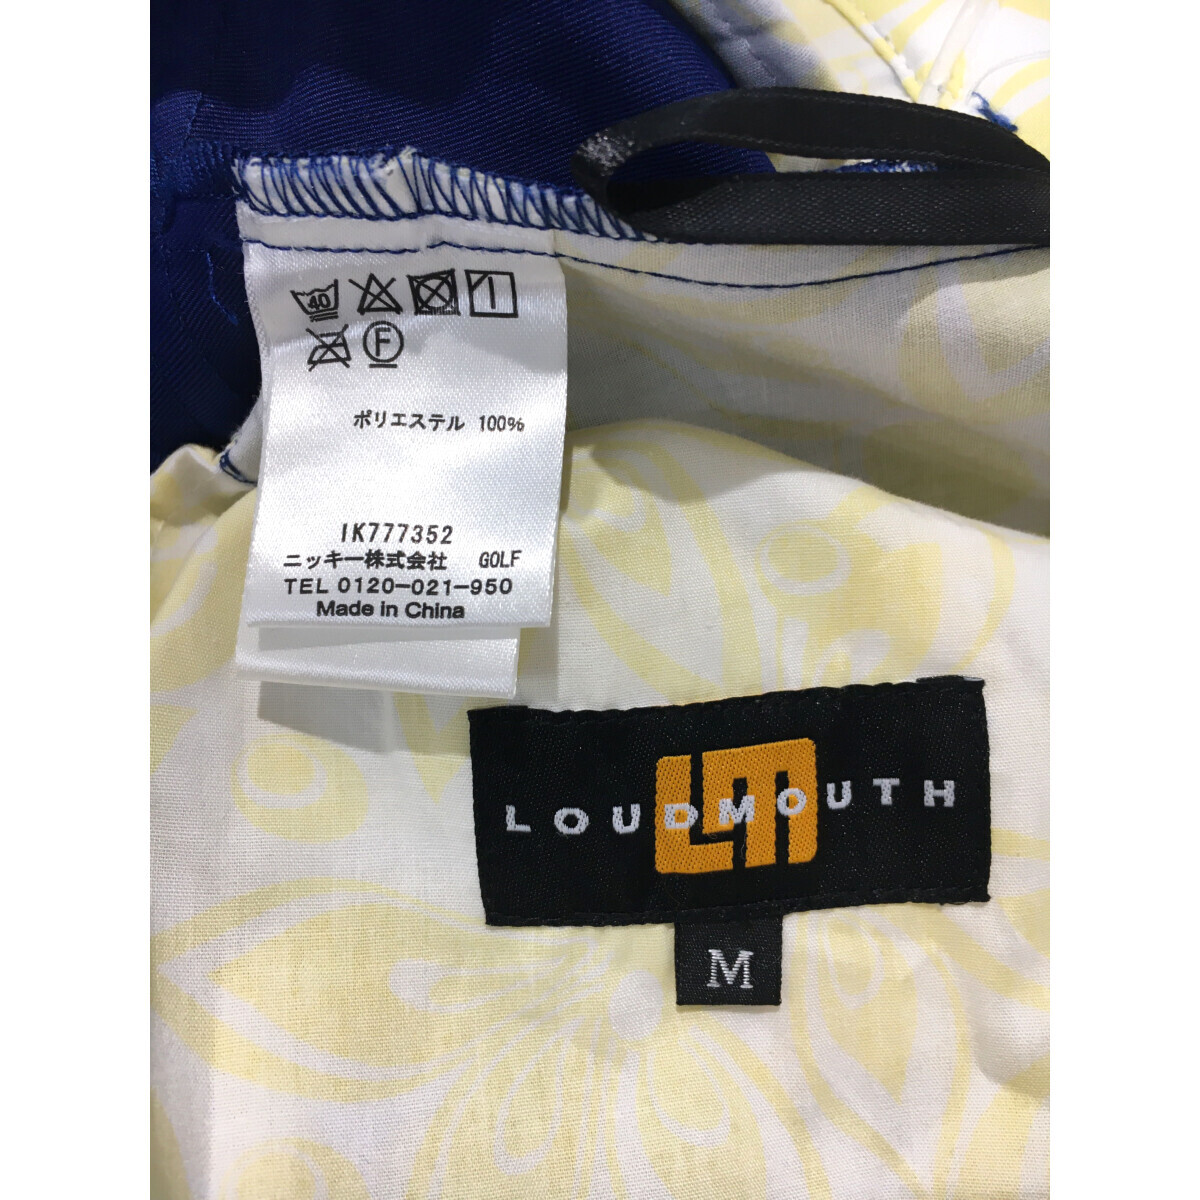 40
F
ポリエステル 100%
IK777352
ニッキー株式会社 GOLF
TEL 0120-021-950
Made in China
LOUDMOUTH
M